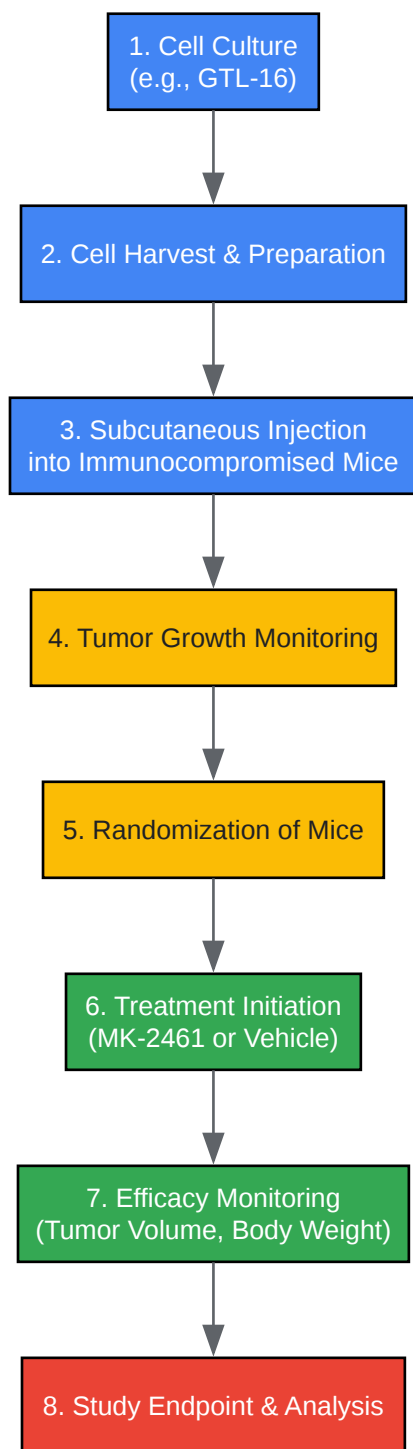 1. Cell Culture
(e.g., GTL-16)
2. Cell Harvest & Preparation
3. Subcutaneous Injection
into Immunocompromised Mice
4. Tumor Growth Monitoring
5. Randomization of Mice
6. Treatment Initiation
(MK-2461 or Vehicle)
7. Efficacy Monitoring
(Tumor Volume, Body Weight)
8. Study Endpoint & Analysis